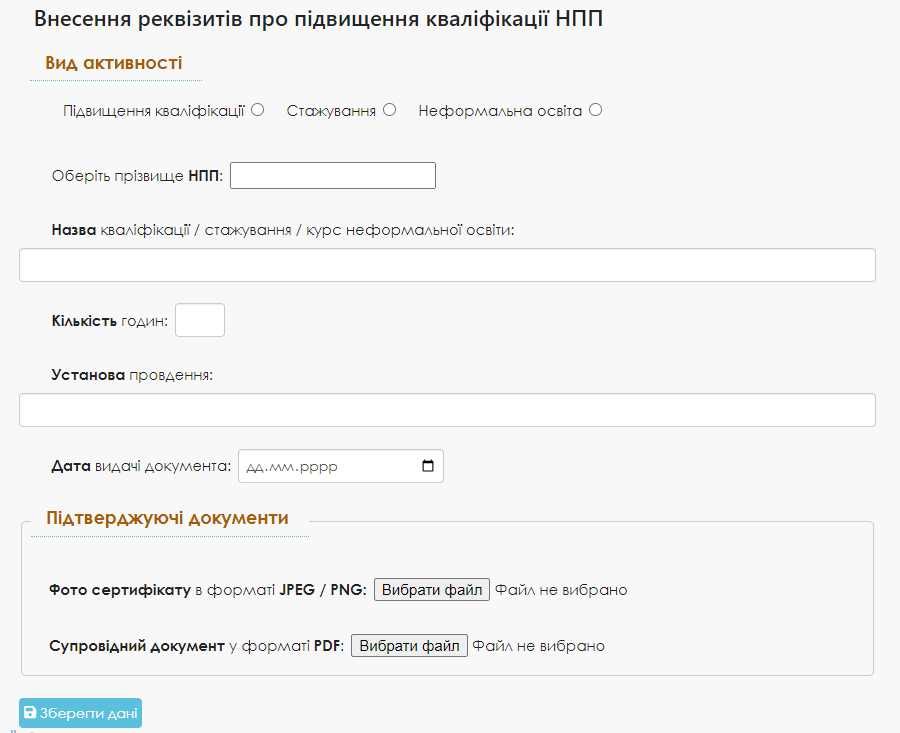 Внесення реквізитів про підвищення кваліфікації НПП
Вид активності
Підвищення кваліфікації Стажування Неформальна освіта
Оберіть прізвище НПП:
Назва кваліфікації / стажування / курс неформальної освіти:
Кількість годин:
Установа провдення:
Дата видачі документа: дд.мм.рррр
Підтверджуючі документи
Фото сертифікату в форматі JPEG / PNG: Вибрати файл Файл не вибрано
Супровідний документ у форматі PDF: Вибрати файл Файл не вибрано
Зберегти дані